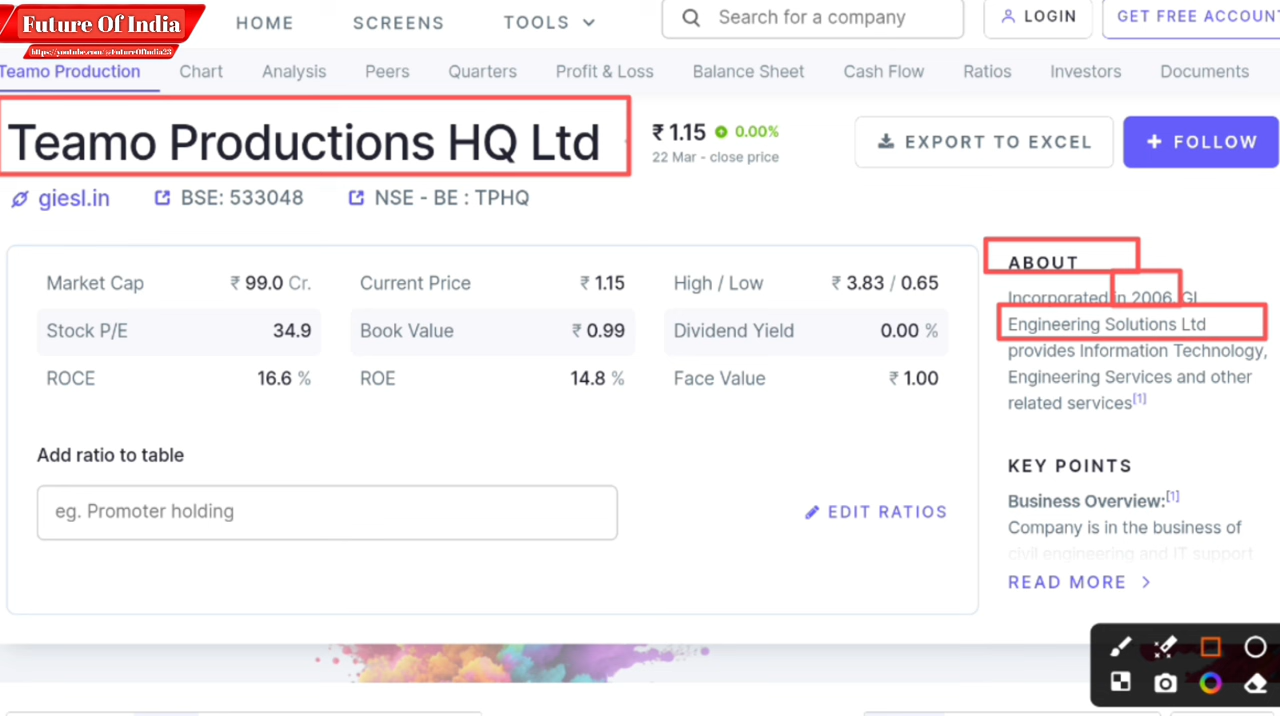 Future Of India
https://youtube.com/@FutureOfIndia23
HOME SCREENS TOOLS Search for a company LOGIN GET FREE ACCOUNT
Teamo Production Chart Analysis Peers Quarters Profit & Loss Balance Sheet Cash Flow Ratios Investors Documents
Teamo Productions HQ Ltd
₹ 1.15 0.00%
22 Mar - close price
EXPORT TO EXCEL
+ FOLLOW
giesl.in BSE: 533048 NSE - BE : TPHQ
Market Cap ₹ 99.0 Cr. Current Price ₹ 1.15 High / Low ₹ 3.83 / 0.65
Stock P/E 34.9 Book Value ₹ 0.99 Dividend Yield 0.00 %
ROCE 16.6 % ROE 14.8 % Face Value ₹ 1.00
Add ratio to table
eg. Promoter holding
EDIT RATIOS
ABOUT
Incorporated in 2006, GI
Engineering Solutions Ltd
provides Information Technology,
Engineering Services and other
related services[1]
KEY POINTS
Business Overview:[1]
Company is in the business of
civil engineering and IT support
READ MORE